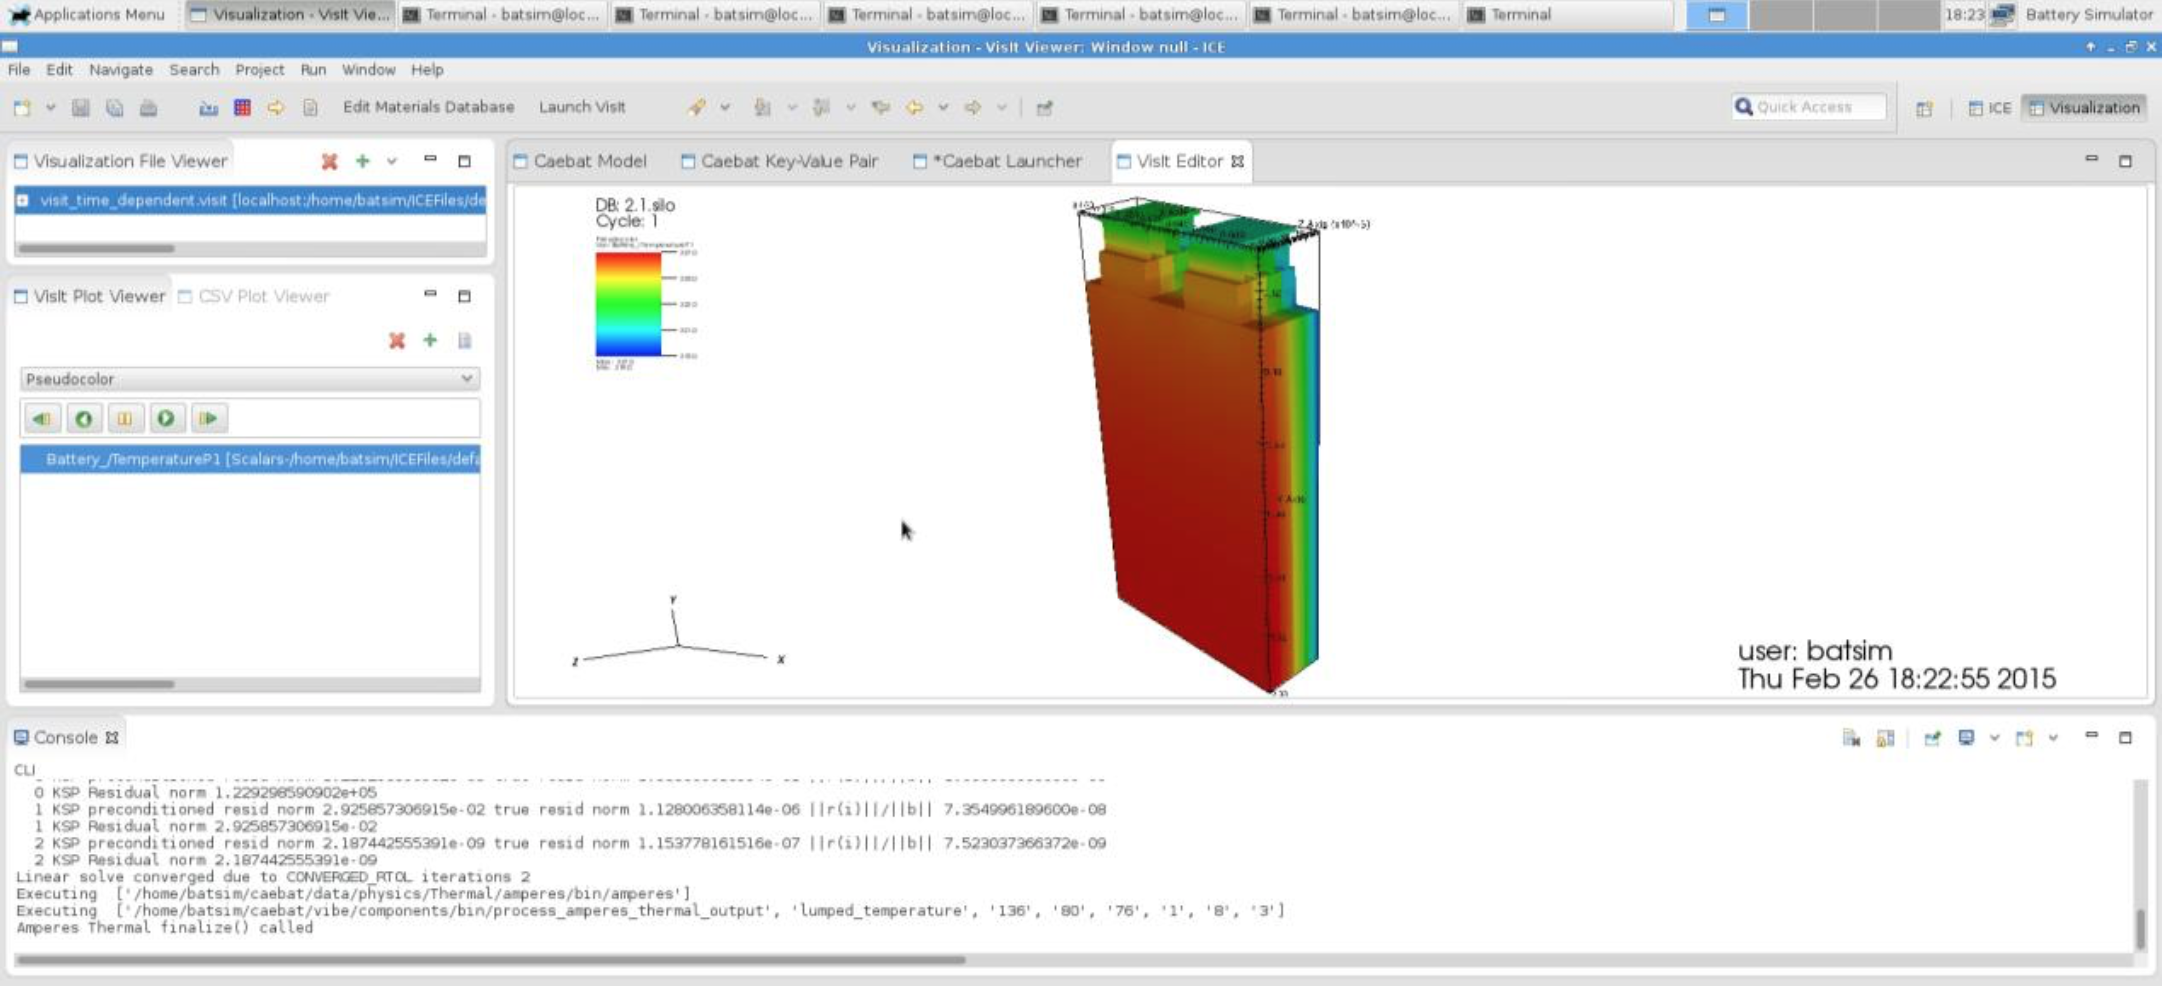 Applications Menu
Visualization - VisIt Vie...
Terminal - batsim@loc...
Terminal - batsim@loc...
Terminal - batsim@loc...
Terminal - batsim@loc...
Terminal - batsim@loc...
Terminal
18:23
Battery Simulator
Visualization - VisIt Viewer: Window null - ICE
File Edit Navigate Search Project Run Window Help
Edit Materials Database
Launch VisIt
Quick Access
ICE
Visualization
Visualization File Viewer
visit_time_dependent.visit [localhost:/home/batsim/ICEFiles/de
VisIt Plot Viewer
CSV Plot Viewer
Pseudocolor
Battery_/TemperatureP1 [Scalars-/home/batsim/ICEFiles/defa
Caebat Model
Caebat Key-Value Pair
*Caebat Launcher
VisIt Editor
DB: 2.1.silo
Cycle: 1
Y
Z
X
user: batsim
Thu Feb 26 18:22:55 2015
Console
CLI
0 KSP Residual norm 1.229298590902e+05
1 KSP preconditioned resid norm 2.925857306915e-02 true resid norm 1.128006358114e-06 ||r(i)||/||b|| 7.354996189600e-08
1 KSP Residual norm 2.925857306915e-02
2 KSP preconditioned resid norm 2.187442555391e-09 true resid norm 1.153778161516e-07 ||r(i)||/||b|| 7.523037366372e-09
2 KSP Residual norm 2.187442555391e-09
Linear solve converged due to CONVERGED_RTOL iterations 2
Executing ['/home/batsim/caebat/data/physics/Thermal/amperes/bin/amperes']
Executing ['/home/batsim/caebat/vibe/components/bin/process_amperes_thermal_output', 'lumped_temperature', '136', '80', '76', '1', '8', '3']
Amperes Thermal finalize() called